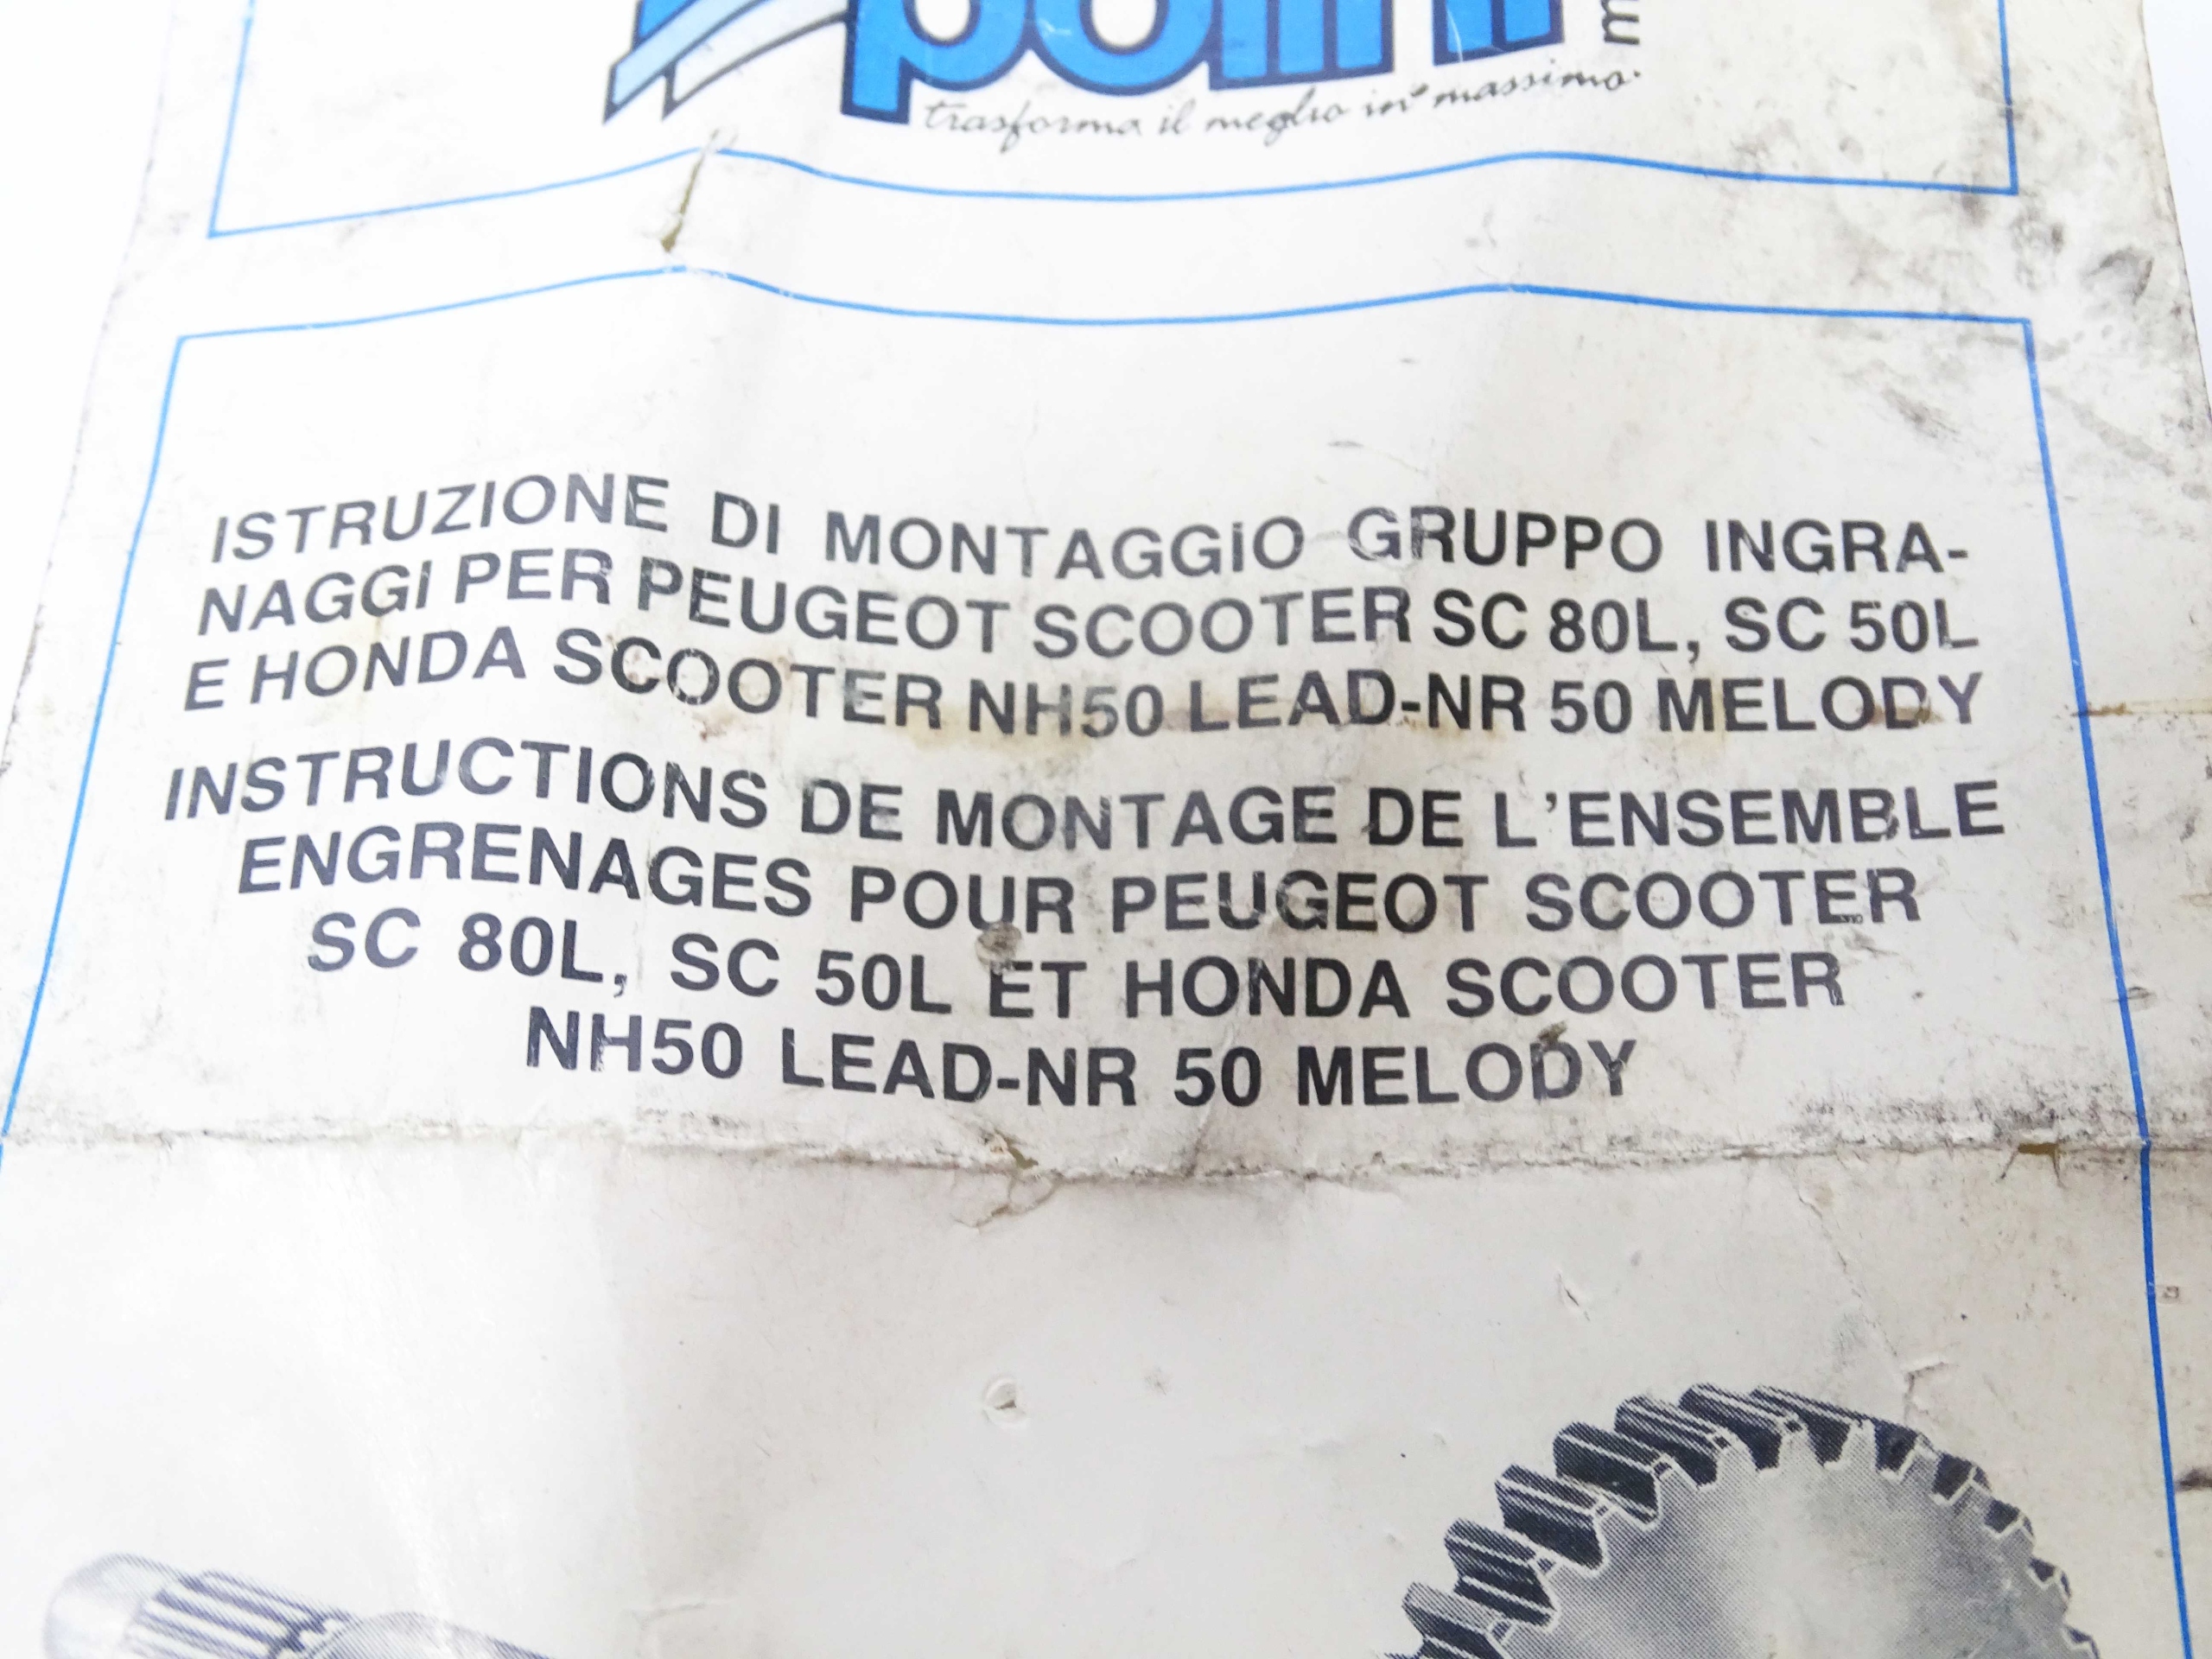 polini
trasforma il meglio in massimo
ISTRUZIONE DI MONTAGGIO GRUPPO INGRA-
NAGGI PER PEUGEOT SCOOTER SC 80L, SC 50L
E HONDA SCOOTER NH50 LEAD-NR 50 MELODY
INSTRUCTIONS DE MONTAGE DE L'ENSEMBLE
ENGRENAGES POUR PEUGEOT SCOOTER
SC 80L, SC 50L ET HONDA SCOOTER
NH50 LEAD-NR 50 MELODY